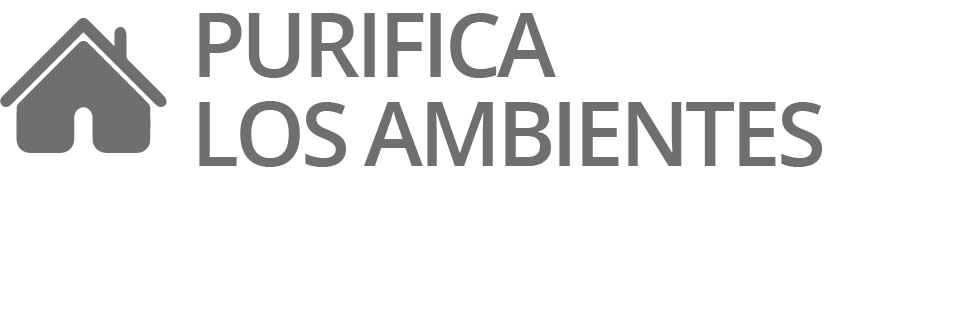 PURIFICA
LOS AMBIENTES